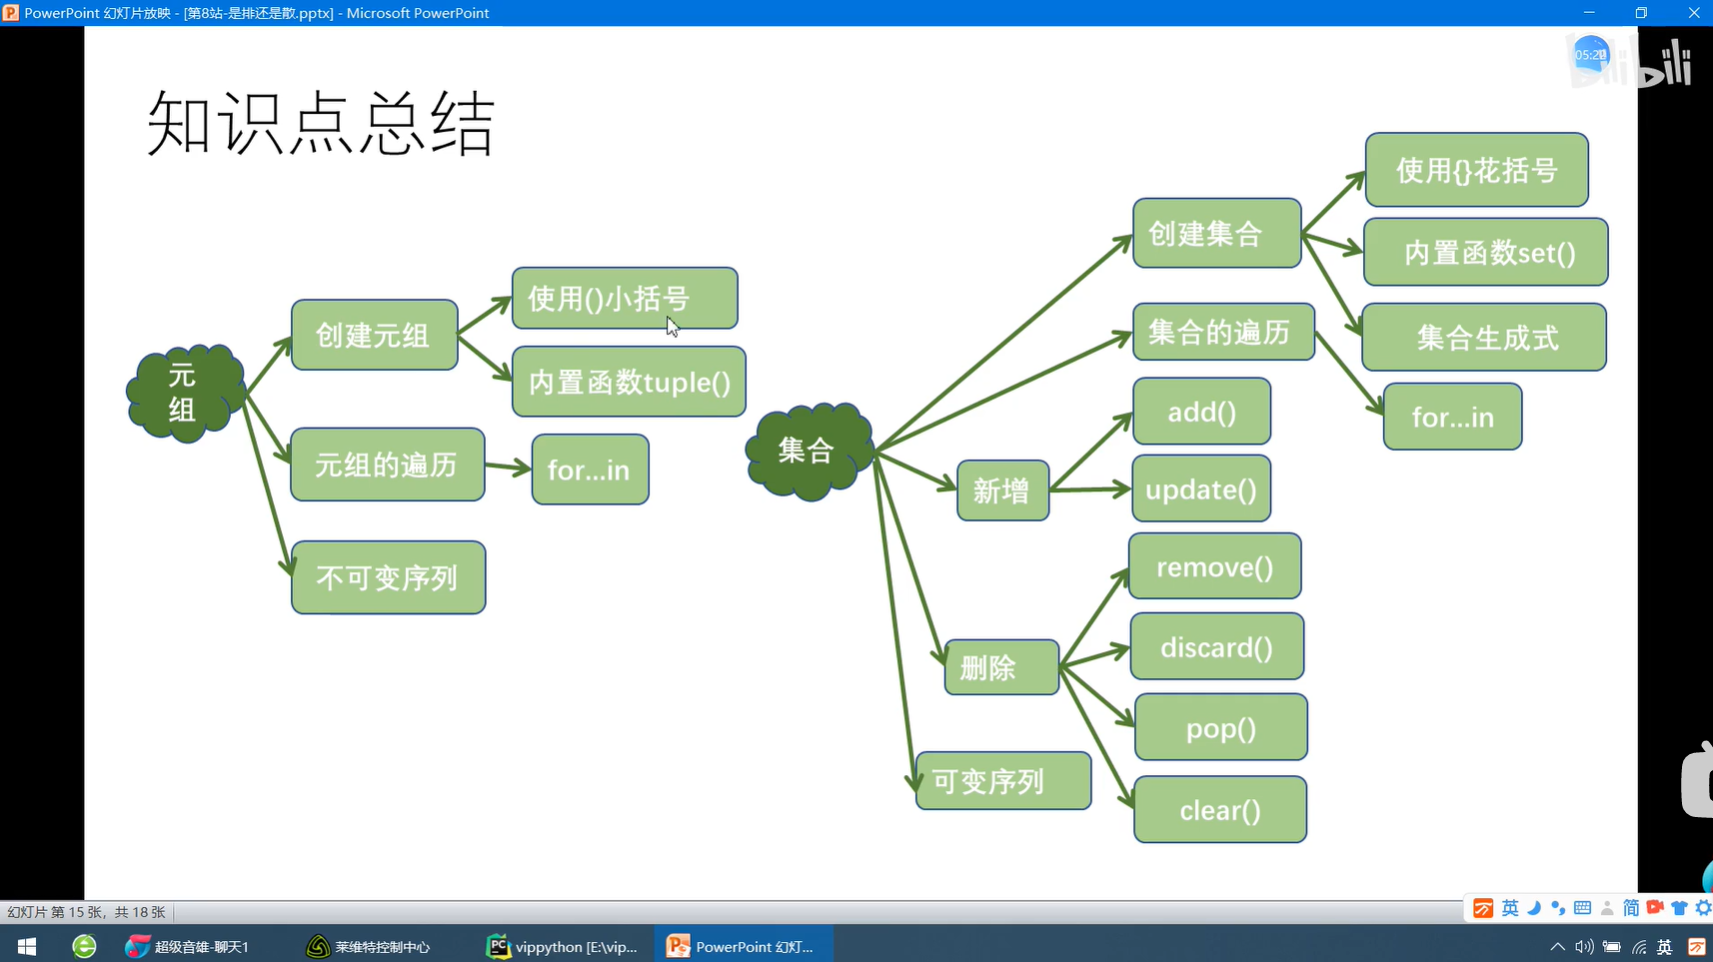 PowerPoint 幻灯片放映 - [第8站-是排还是散.pptx] - Microsoft PowerPoint
bilibili
知识点总结
元
组
创建元组
使用()小括号
内置函数tuple()
元组的遍历
for...in
不可变序列
集合
创建集合
使用{}花括号
内置函数set()
集合生成式
集合的遍历
for...in
新增
add()
update()
删除
remove()
discard()
pop()
clear()
可变序列
幻灯片 第 15 张，共 18 张
英
简
超级音雄-聊天1
莱维特控制中心
vippython [E:\vip...
PowerPoint 幻灯...
英